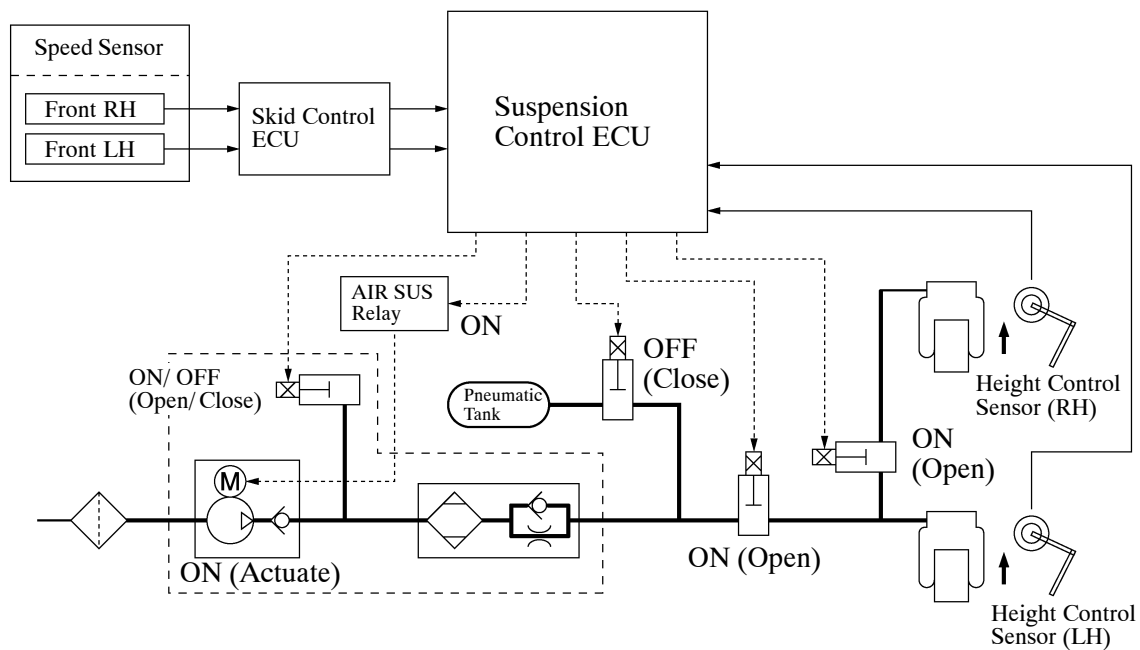 Speed Sensor
Front RH
Front LH
Skid Control
ECU
Suspension
Control ECU
AIR SUS
Relay
ON
OFF
(Close)
ON/ OFF
(Open/ Close)
Pneumatic
Tank
Height Control
Sensor (RH)
ON
(Open)
M
ON (Actuate)
ON (Open)
Height Control
Sensor (LH)